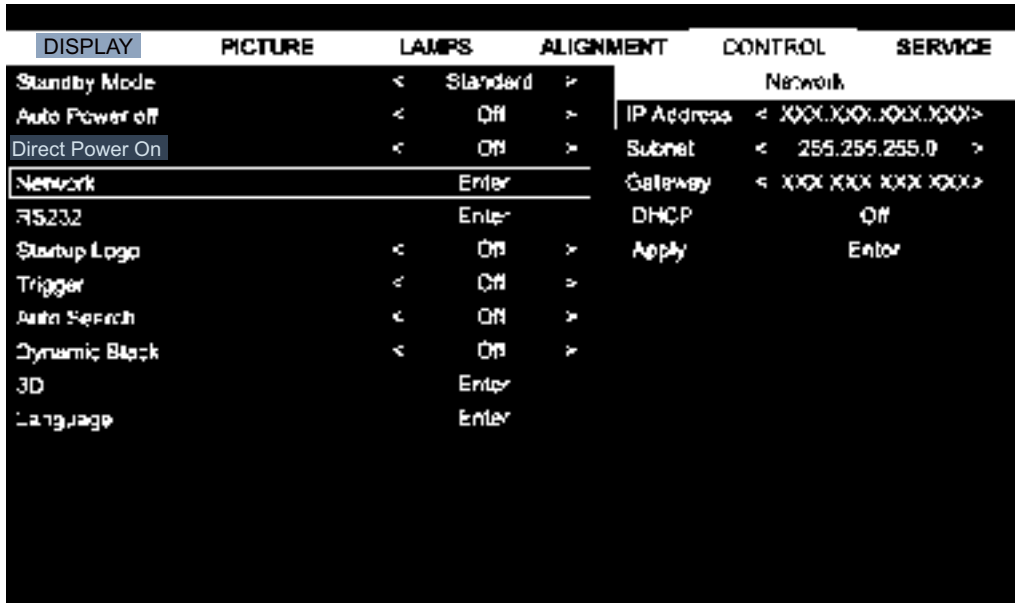 DISPLAY PICTURE LAMPS ALIGNMENT CONTROL SERVICE
Standby Mode < Standard > Network
Auto Power off < Off > IP Address < XXX.XXX.XXX.XXX>
Direct Power On < Off > Subnet < 255.255.255.0 >
Network Enter Gateway < XXX XXX XXX XXX>
RS232 Enter DHCP Off
Startup Logo < Off > Apply Enter
Trigger < Off >
Auto Search < Off >
Dynamic Black < Off >
3D Enter
Language Enter